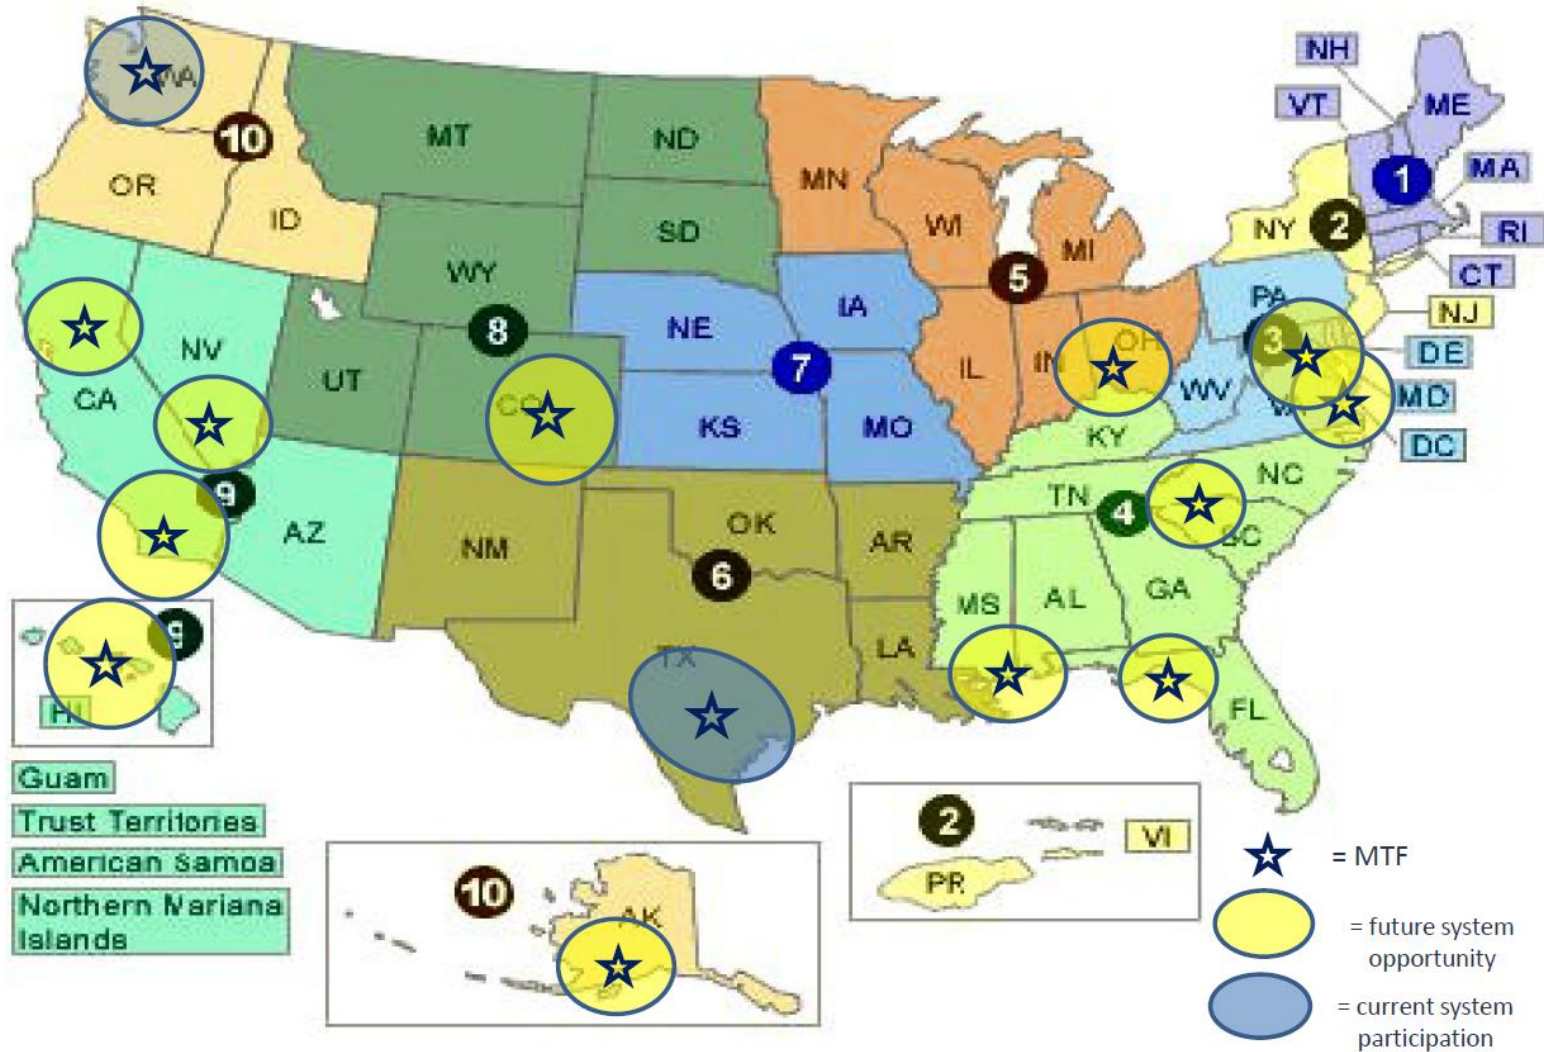 NH
VT
ME
WA
10
MT
ND
MN
1
MA
OR
ID
SD
WI
MI
NY
2
RI
CT
WY
5
IA
PA
NJ
NE
8
NV
3
OH
DE
UT
7
IL
IN
WV
CA
CO
KS
MO
MD
KY
DC
9
TN
NC
4
AZ
NM
OK
AR
SC
6
GA
MS
AL
9
LA
TX
HI
FL
Guam
Trust Territories
American Samoa
Northern Mariana
Islands
10
AK
2
VI
PR
= MTF
= future system
opportunity
= current system
participation